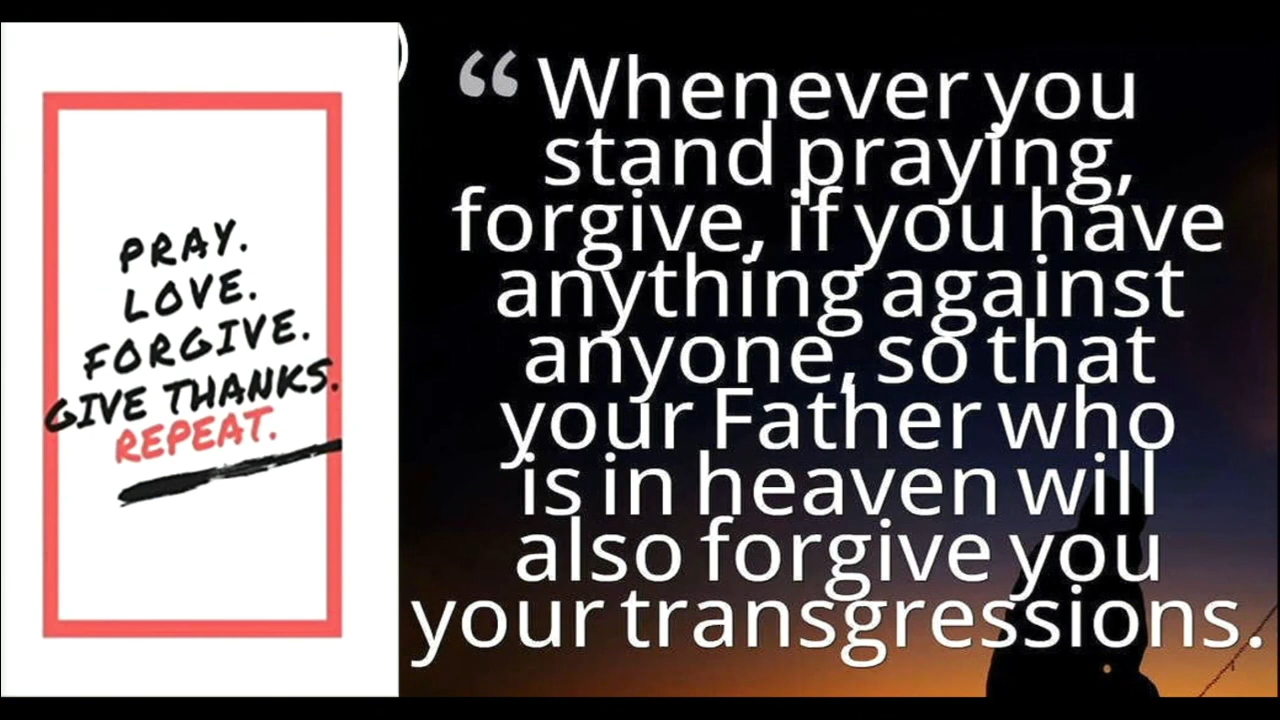 PRAY.
LOVE.
FORGIVE.
GIVE THANKS.
REPEAT.
“ Whenever you
stand praying,
forgive, if you have
anything against
anyone, so that
your Father who
is in heaven will
also forgive you
your transgressions.